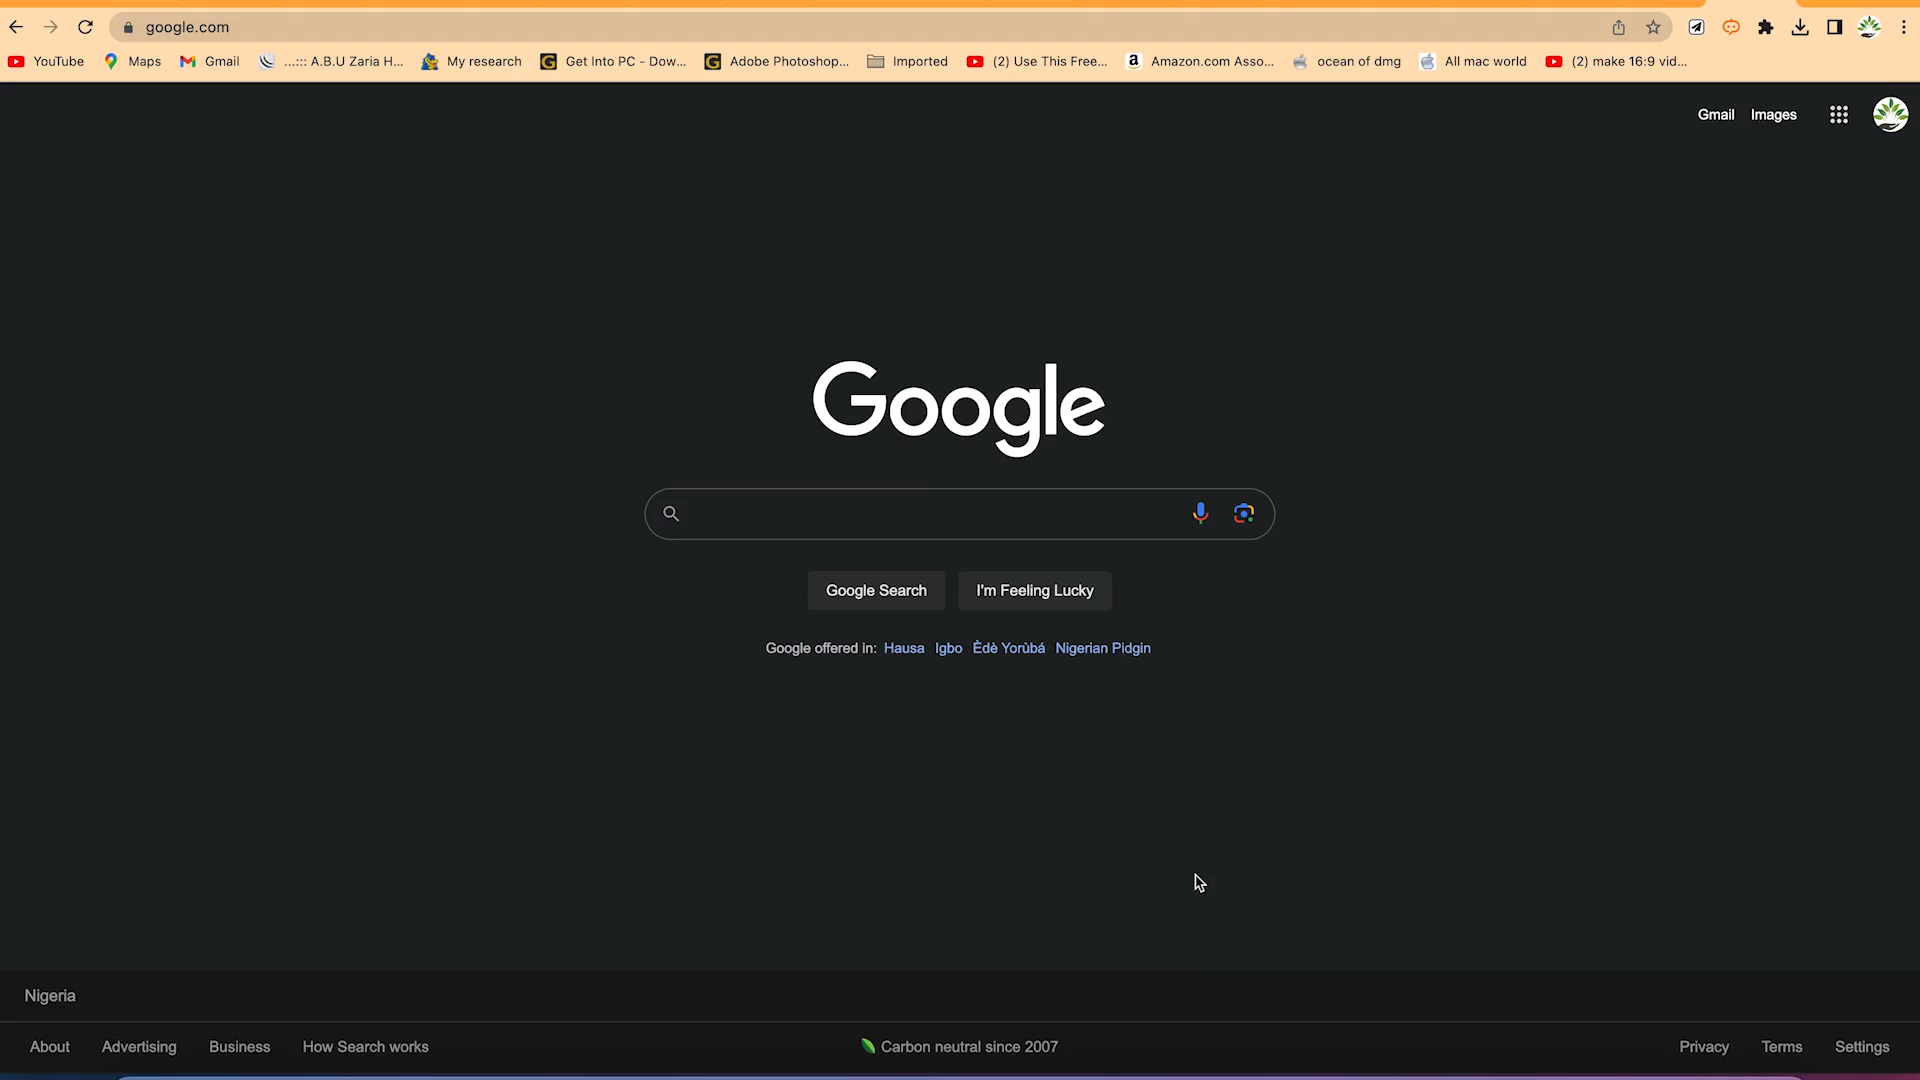 google.com
YouTube Maps Gmail ...::: A.B.U Zaria H... My research Get Into PC - Dow... Adobe Photoshop... Imported (2) Use This Free... Amazon.com Asso... ocean of dmg All mac world (2) make 16:9 vid...
Gmail Images
Google
Google Search I'm Feeling Lucky
Google offered in: Hausa Igbo Èdè Yorùbá Nigerian Pidgin
Nigeria
About Advertising Business How Search works Carbon neutral since 2007 Privacy Terms Settings